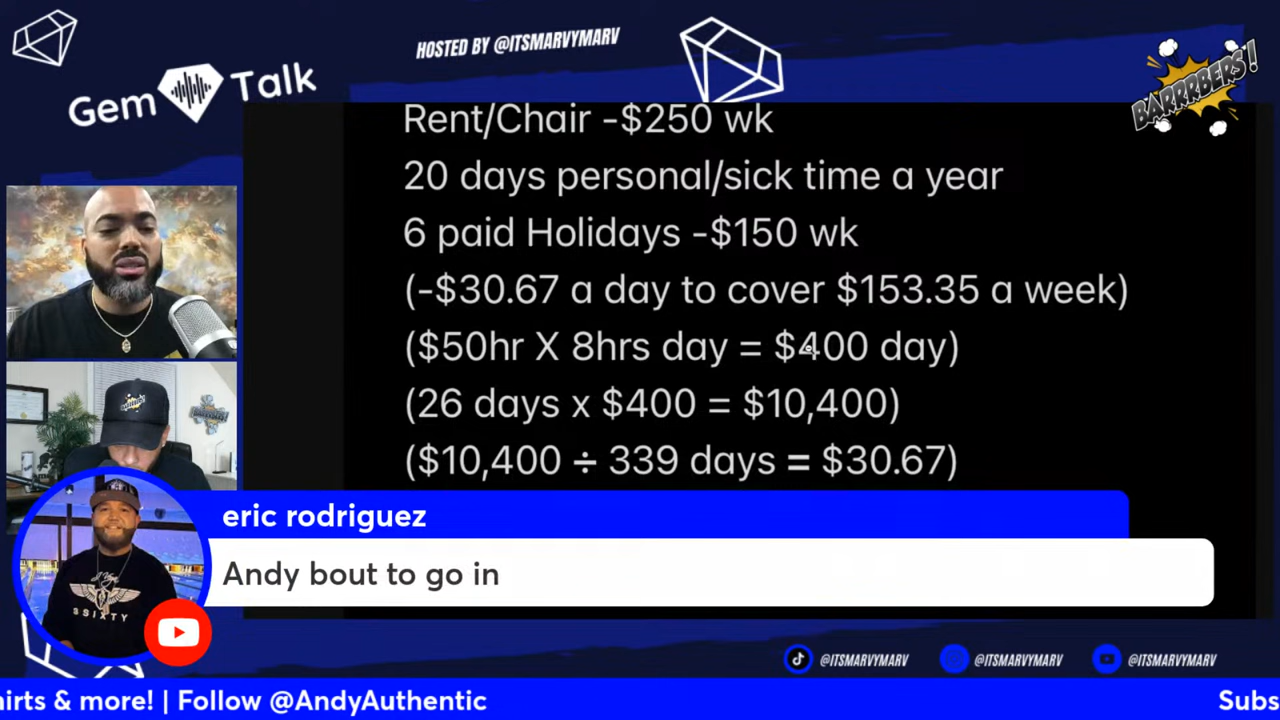 HOSTED BY @ITSMARVYMARV
Gem Talk
BARRRBERS!
Rent/Chair -$250 wk
20 days personal/sick time a year
6 paid Holidays -$150 wk
(-$30.67 a day to cover $153.35 a week)
($50hr X 8hrs day = $400 day)
(26 days x $400 = $10,400)
($10,400 ÷ 339 days = $30.67)
eric rodriguez
Andy bout to go in
3SIXTY
@ITSMARVYMARV @ITSMARVYMARV @ITSMARVYMARV
irts & more! | Follow @AndyAuthentic Subs